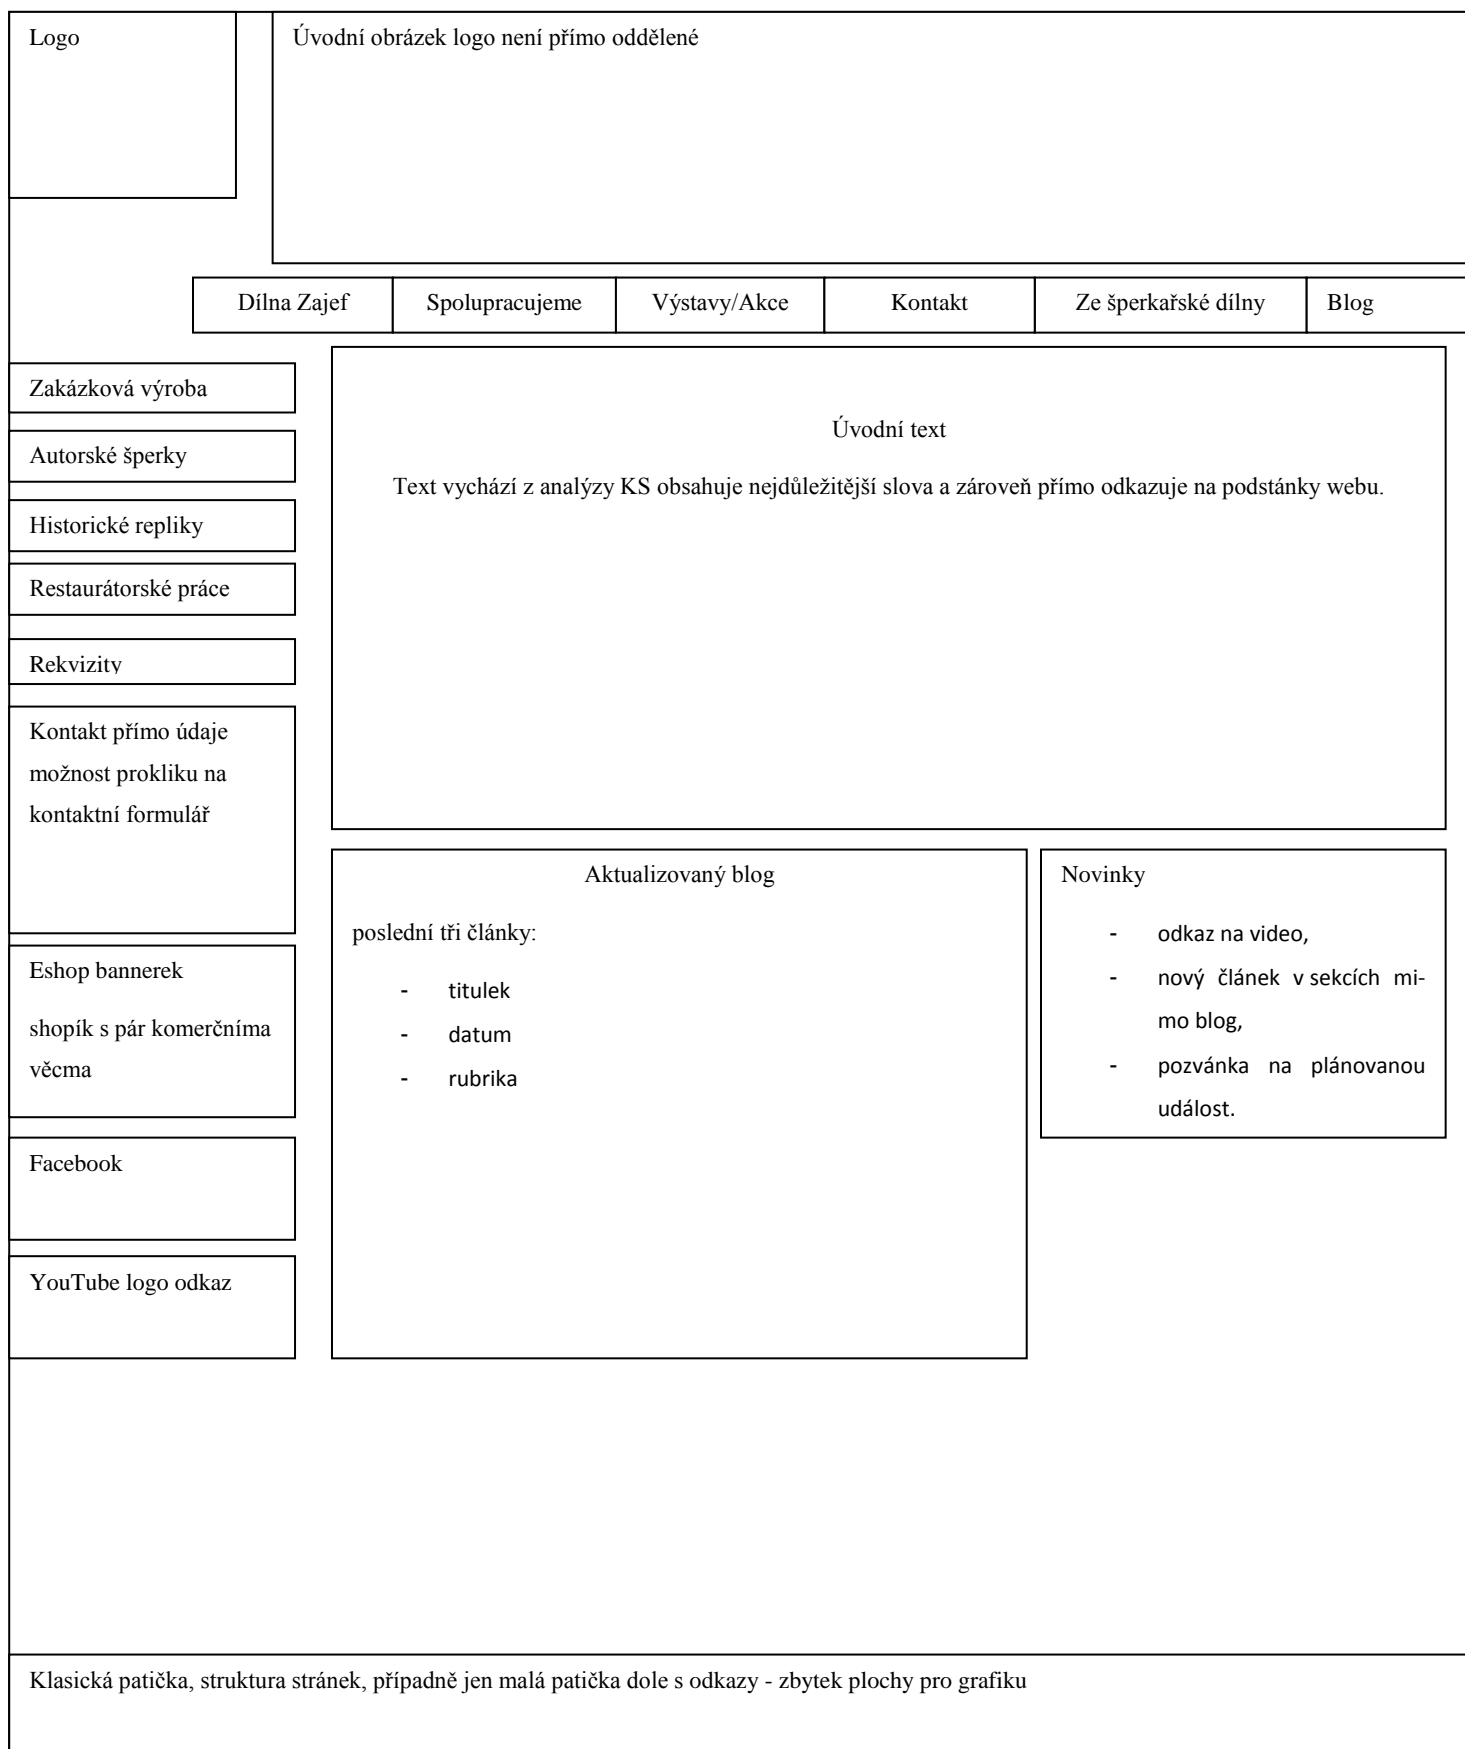 Logo
Úvodní obrázek logo není přímo oddělené
Dílna Zajef
Spolupracujeme
Výstavy/Akce
Kontakt
Ze šperkařské dílny
Blog
Zakázková výroba
Autorské šperky
Historické repliky
Restaurátorské práce
Rekvizity
Kontakt přímo údaje
možnost prokliku na
kontaktní formulář
Eshop bannerek
shopík s pár komerčníma
věcma
Facebook
YouTube logo odkaz
Úvodní text
Text vychází z analýzy KS obsahuje nejdůležitější slova a zároveň přímo odkazuje na podstánky webu.
Aktualizovaný blog
poslední tři články:
- titulek
- datum
- rubrika
Novinky
- odkaz na video,
- nový článek v sekcích mi-
mo blog,
- pozvánka na plánovanou
událost.
Klasická patička, struktura stránek, případně jen malá patička dole s odkazy - zbytek plochy pro grafiku